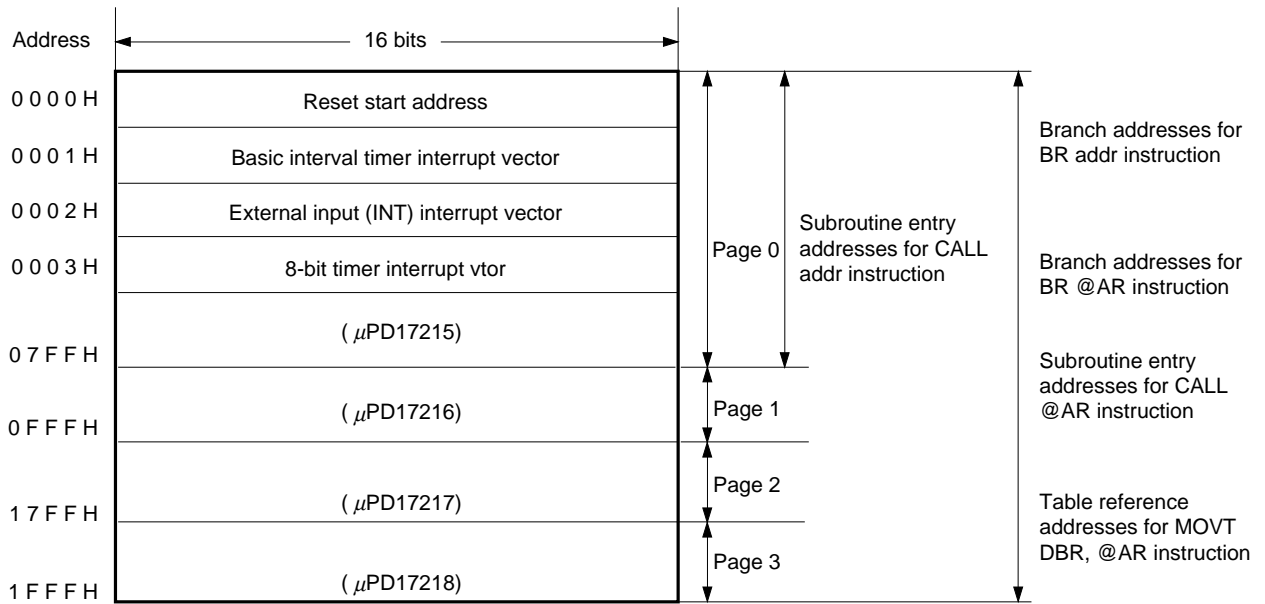 Address
16 bits
0000H
Reset start address
0001H
Basic interval timer interrupt vector
0002H
External input (INT) interrupt vector
0003H
8-bit timer interrupt vtor
( µPD17215)
07FFH
( µPD17216)
0FFFH
( µPD17217)
17FFH
( µPD17218)
1FFFH
Page 0
Page 1
Page 2
Page 3
Subroutine entry
addresses for CALL
addr instruction
Branch addresses for
BR addr instruction
Branch addresses for
BR @AR instruction
Subroutine entry
addresses for CALL
@AR instruction
Table reference
addresses for MOVT
DBR, @AR instruction